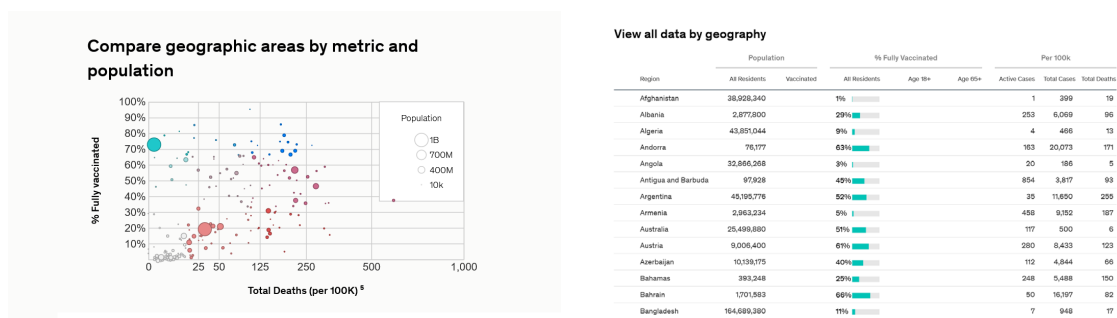 Compare geographic areas by metric and
population
100%
90%
80%
70%
60%
50%
40%
30%
20%
10%
% Fully vaccinated
Population
1B
700M
400M
10k
0 25 50 125 250 500 1,000
Total Deaths (per 100K) 5
View all data by geography
Population % Fully Vaccinated Per 100k
Region All Residents Vaccinated All Residents Age 18+ Age 65+ Active Cases Total Cases Total Deaths
Afghanistan 38,928,340 1% 1 399 19
Albania 2,877,800 29% 253 6,069 96
Algeria 43,851,044 9% 4 466 13
Andorra 76,177 63% 163 20,073 171
Angola 32,866,268 3% 20 186 5
Antigua and Barbuda 97,928 45% 854 3,817 93
Argentina 45,195,776 52% 35 11,650 255
Armenia 2,963,234 5% 458 9,152 187
Australia 25,499,880 51% 117 500 6
Austria 9,006,400 61% 280 8,433 123
Azerbaijan 10,139,175 40% 112 4,844 66
Bahamas 393,248 25% 248 5,488 150
Bahrain 1,701,583 66% 50 16,197 82
Bangladesh 164,689,380 11% 7 948 17